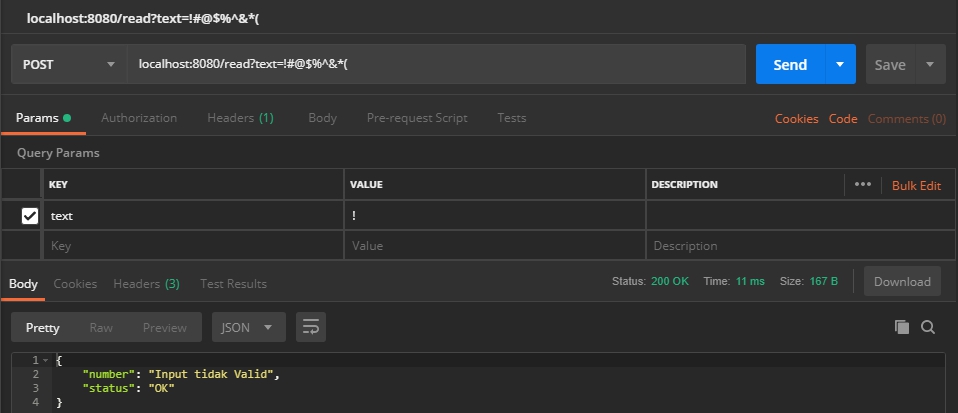 localhost:8080/read?text=!#@$%^&*(
POST localhost:8080/read?text=!#@$%^&*( Send Save
Params Authorization Headers (1) Body Pre-request Script Tests Cookies Code Comments (0)
Query Params
KEY VALUE DESCRIPTION ••• Bulk Edit
text !
Key Value Description
Body Cookies Headers (3) Test Results Status: 200 OK Time: 11 ms Size: 167 B Download
Pretty Raw Preview JSON
1 {
2 "number": "Input tidak Valid",
3 "status": "OK"
4 }